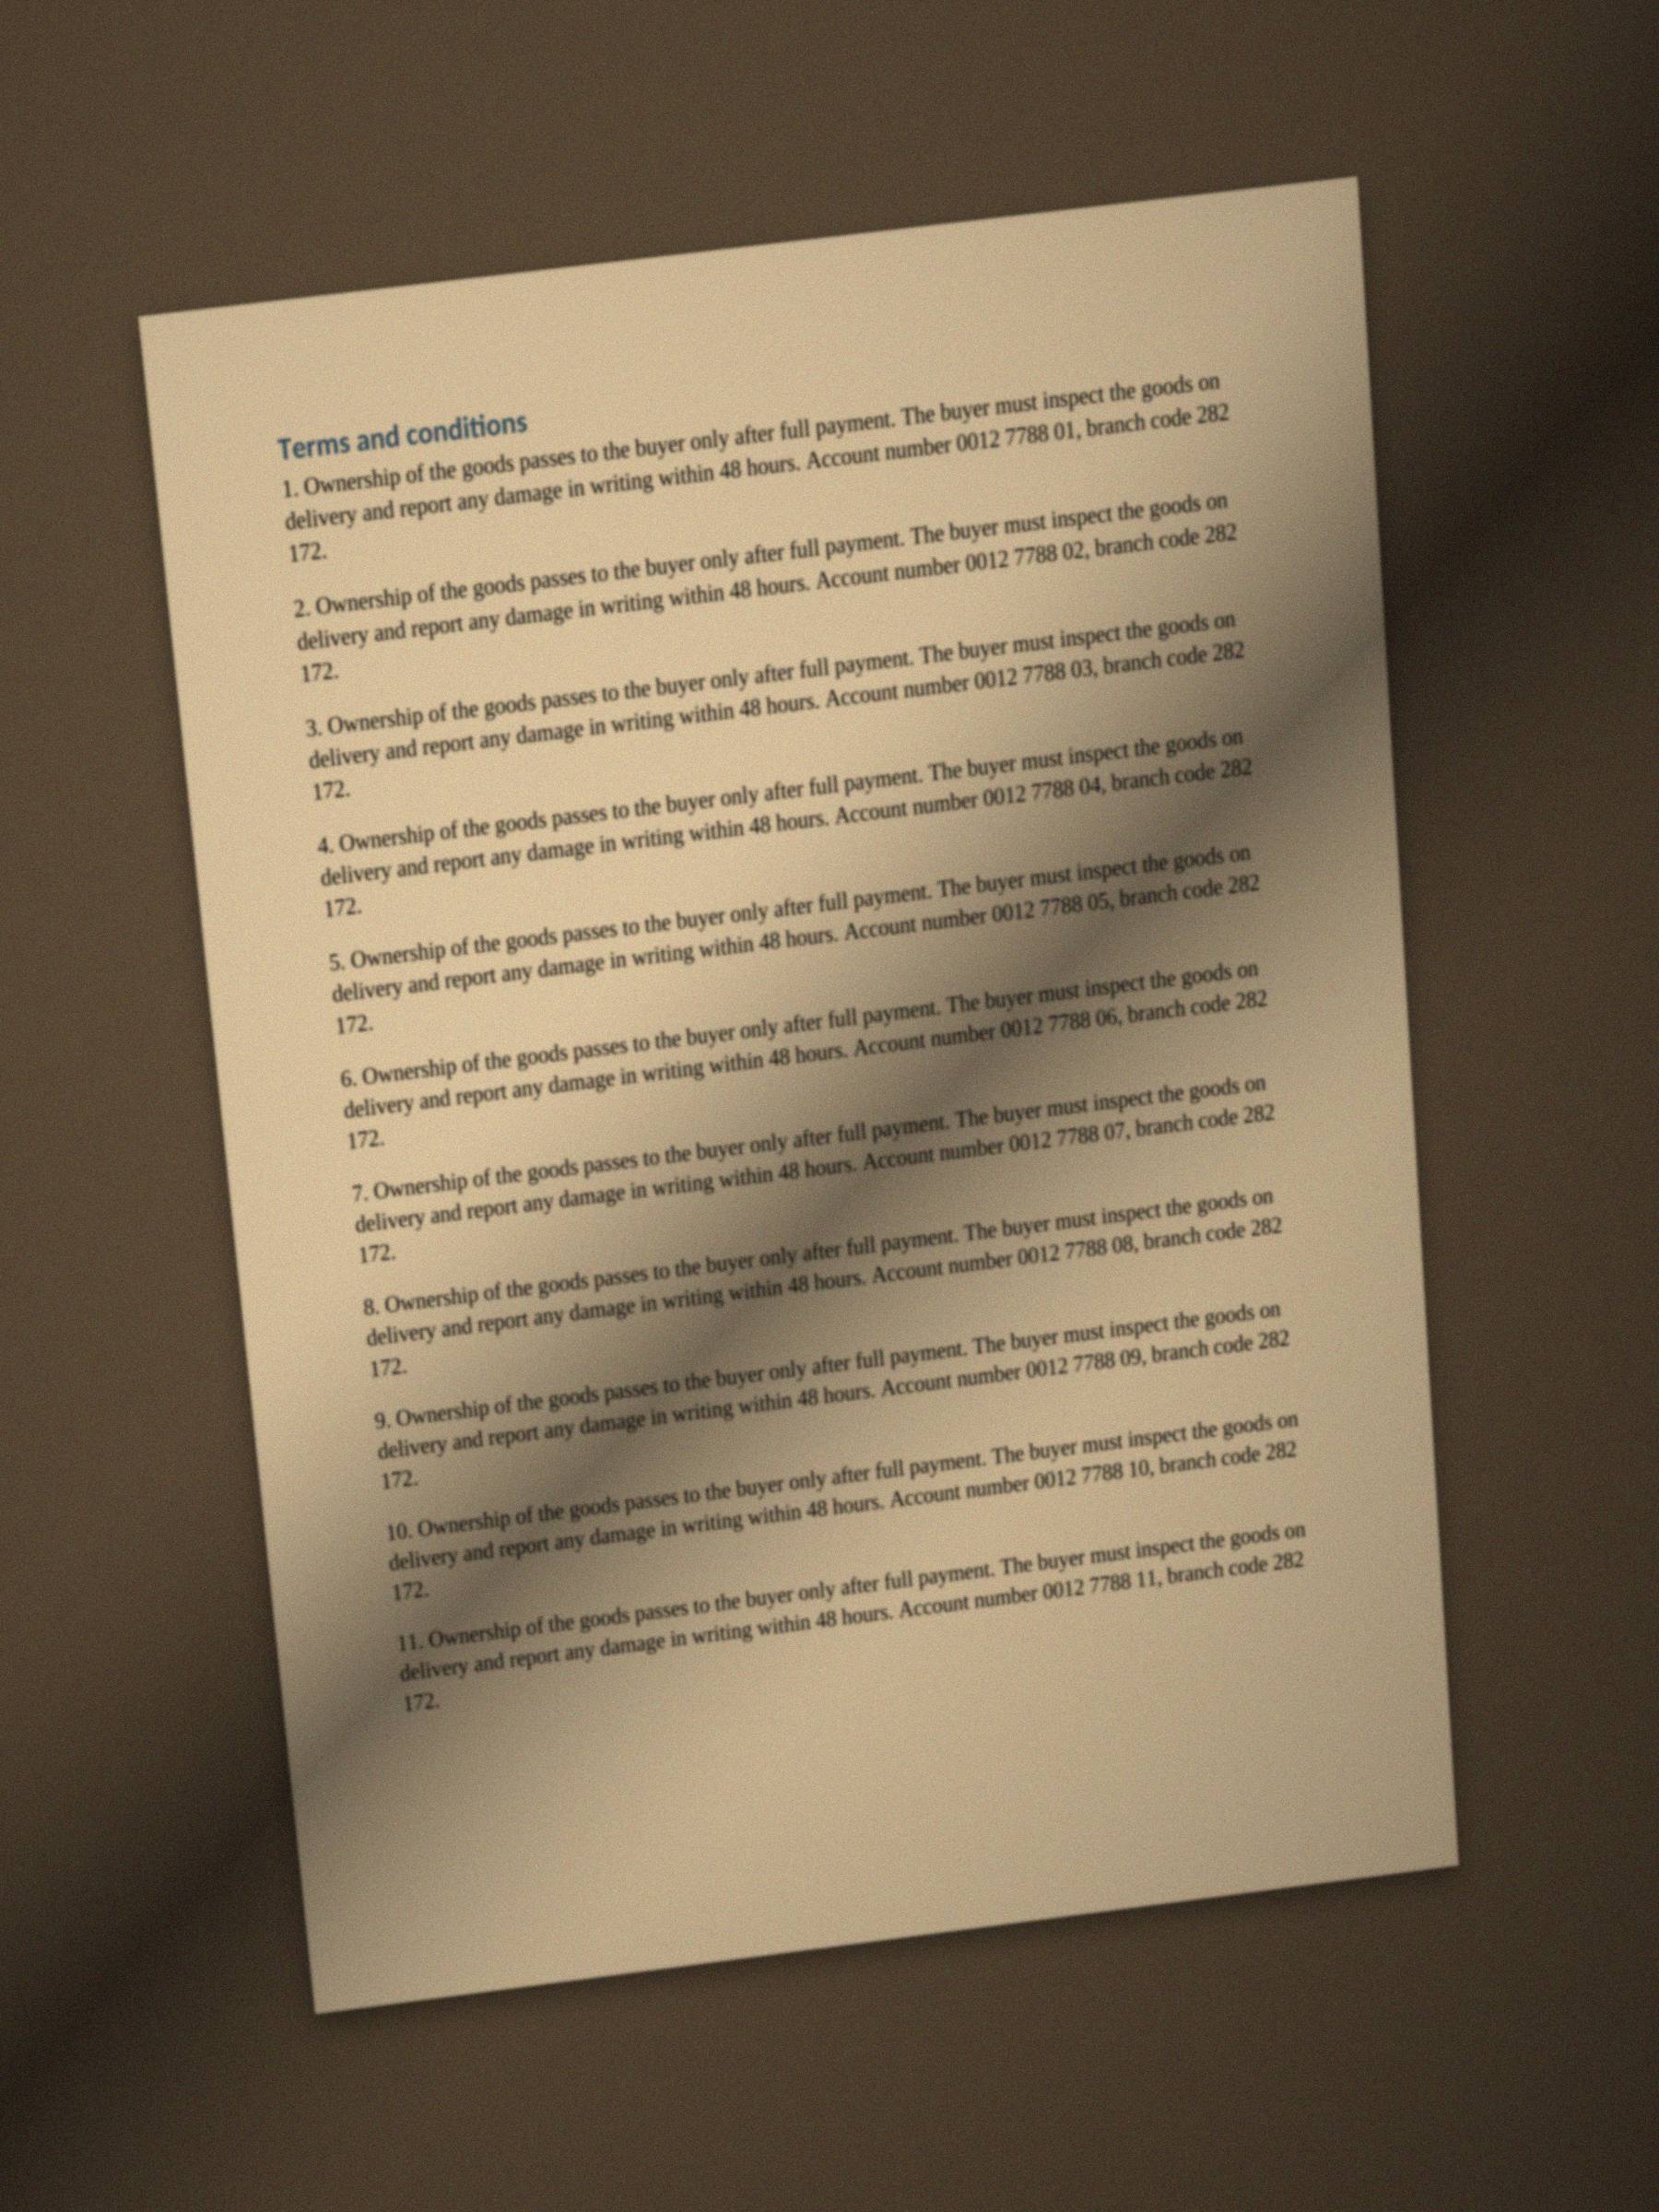 Terms and conditions
1. Ownership of the goods passes to the buyer only after full payment. The buyer must inspect the goods on
delivery and report any damage in writing within 48 hours. Account number 0012 7788 01, branch code 282
172.
2. Ownership of the goods passes to the buyer only after full payment. The buyer must inspect the goods on
delivery and report any damage in writing within 48 hours. Account number 0012 7788 02, branch code 282
172.
3. Ownership of the goods passes to the buyer only after full payment. The buyer must inspect the goods on
delivery and report any damage in writing within 48 hours. Account number 0012 7788 03, branch code 282
172.
4. Ownership of the goods passes to the buyer only after full payment. The buyer must inspect the goods on
delivery and report any damage in writing within 48 hours. Account number 0012 7788 04, branch code 282
172.
5. Ownership of the goods passes to the buyer only after full payment. The buyer must inspect the goods on
delivery and report any damage in writing within 48 hours. Account number 0012 7788 05, branch code 282
172.
6. Ownership of the goods passes to the buyer only after full payment. The buyer must inspect the goods on
delivery and report any damage in writing within 48 hours. Account number 0012 7788 06, branch code 282
172.
7. Ownership of the goods passes to the buyer only after full payment. The buyer must inspect the goods on
delivery and report any damage in writing within 48 hours. Account number 0012 7788 07, branch code 282
172.
8. Ownership of the goods passes to the buyer only after full payment. The buyer must inspect the goods on
delivery and report any damage in writing within 48 hours. Account number 0012 7788 08, branch code 282
172.
9. Ownership of the goods passes to the buyer only after full payment. The buyer must inspect the goods on
delivery and report any damage in writing within 48 hours. Account number 0012 7788 09, branch code 282
172.
10. Ownership of the goods passes to the buyer only after full payment. The buyer must inspect the goods on
delivery and report any damage in writing within 48 hours. Account number 0012 7788 10, branch code 282
172.
11. Ownership of the goods passes to the buyer only after full payment. The buyer must inspect the goods on
delivery and report any damage in writing within 48 hours. Account number 0012 7788 11, branch code 282
172.